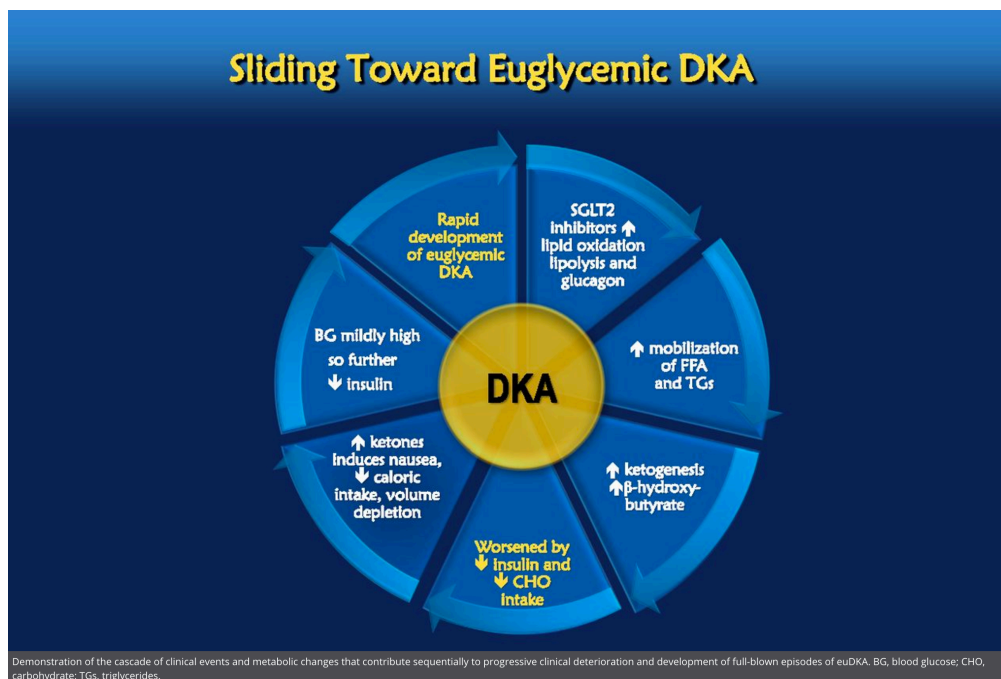 Sliding Toward Euglycemic DKA
SGLT2
inhibitors ↑
lipid oxidation
lipolysis and
glucagon
↑ mobilization
of FFA
and TGs
↑ ketogenesis
↑β-hydroxy-
butyrate
Worsened by
↓ insulin and
↓ CHO
intake
↑ ketones
induces nausea,
↓ caloric
intake, volume
depletion
BG mildly high
so further
↓ insulin
Rapid
development
of euglycemic
DKA
DKA
Demonstration of the cascade of clinical events and metabolic changes that contribute sequentially to progressive clinical deterioration and development of full-blown episodes of euDKA. BG, blood glucose; CHO,
carbohydrate; TGs, triglycerides.